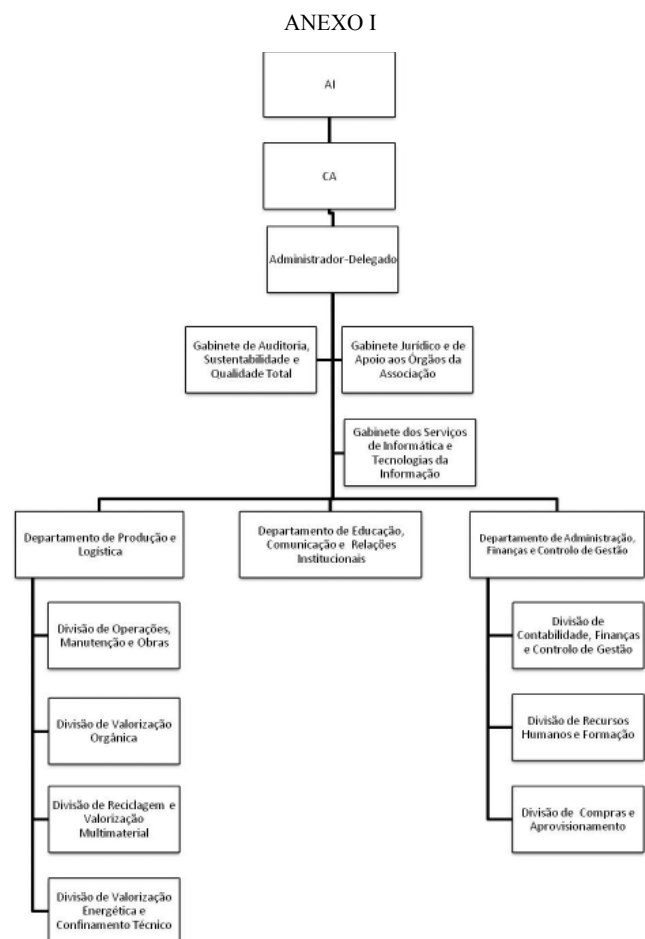 ANEXO I
AI
CA
Administrador-Delegado
Gabinete de Auditoria,
Sustentabilidade e
Qualidade Total
Gabinete Jurídico e de
Apoio aos Órgãos da
Associação
Gabinete dos Serviços
de Informática e
Tecnologias da
Informação
Departamento de Produção e
Logística
Departamento de Educação,
Comunicação e Relações
Institucionais
Departamento de Administração,
Finanças e Controlo de Gestão
Divisão de Operações,
Manutenção e Obras
Divisão de Valorização
Orgânica
Divisão de Reciclagem e
Valorização
Multimaterial
Divisão de Valorização
Energética e
Confinamento Técnico
Divisão de
Contabilidade, Finanças
e Controlo de Gestão
Divisão de Recursos
Humanos e Formação
Divisão de Compras e
Aprovisionamento